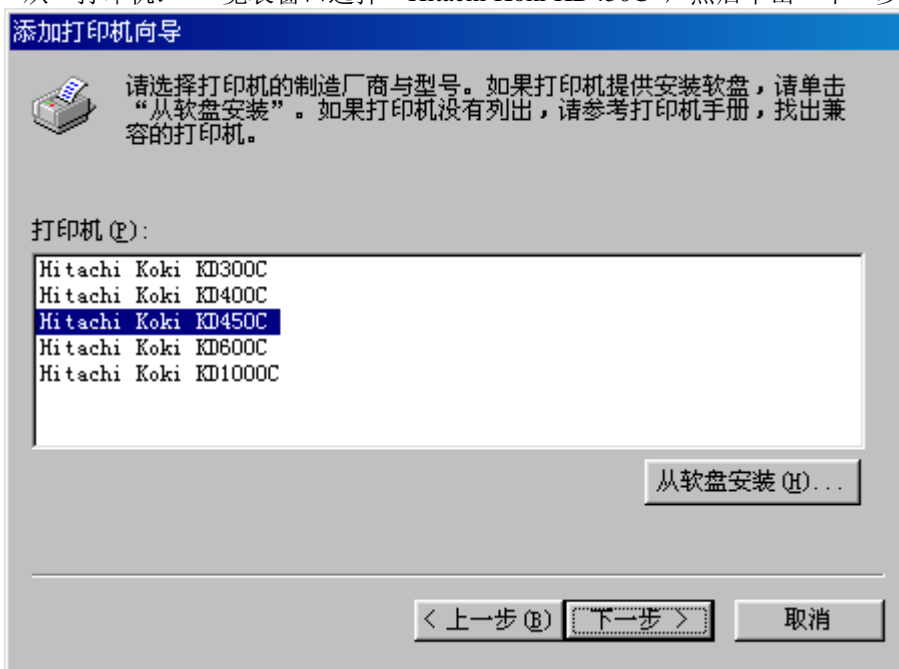 添加打印机向导
请选择打印机的制造厂商与型号。如果打印机提供安装软盘，请单击
“从软盘安装”。如果打印机没有列出，请参考打印机手册，找出兼
容的打印机。
打印机(P):
Hitachi Koki KD300C
Hitachi Koki KD400C
Hitachi Koki KD450C
Hitachi Koki KD600C
Hitachi Koki KD1000C
从软盘安装(H)...
< 上一步(B) 下一步 > 取消